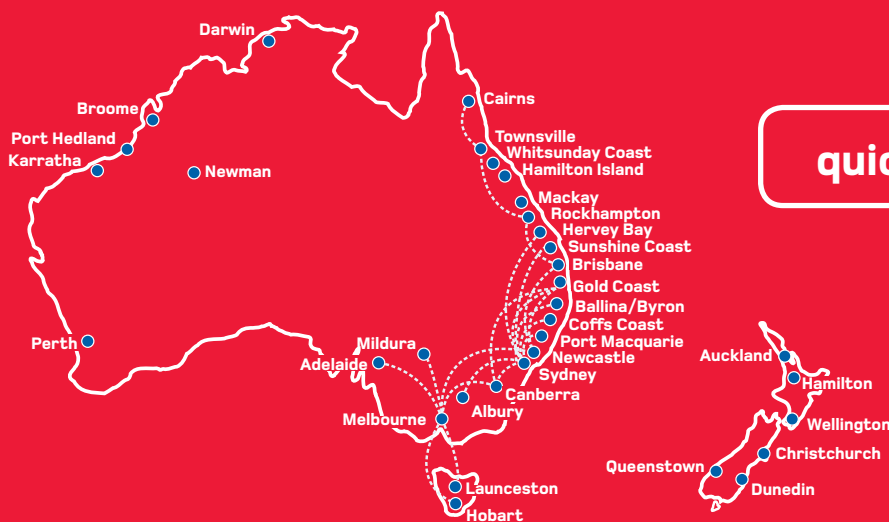 Darwin
Broome
Port Hedland
Karratha
Newman
Perth
Cairns
Townsville
Whitsunday Coast
Hamilton Island
Mackay
Rockhampton
Hervey Bay
Sunshine Coast
Brisbane
Gold Coast
Ballina/Byron
Coffs Coast
Port Macquarie
Newcastle
Sydney
Canberra
Albury
Mildura
Adelaide
Melbourne
Launceston
Hobart
Auckland
Hamilton
Wellington
Christchurch
Queenstown
Dunedin